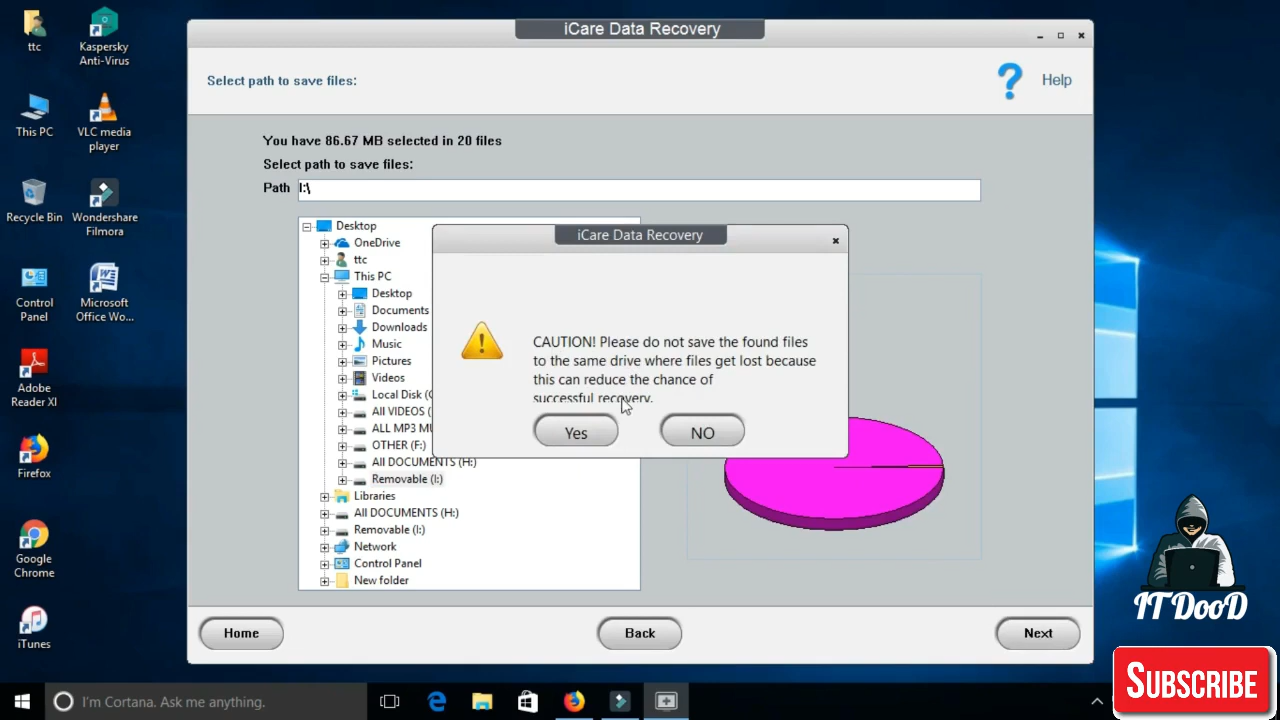 ttc
Kaspersky
Anti-Virus
This PC
VLC media
player
Recycle Bin
Wondershare
Filmora
Control
Panel
Microsoft
Office Wo...
Adobe
Reader XI
Firefox
Google
Chrome
iTunes
iCare Data Recovery
Select path to save files:
Help
You have 86.67 MB selected in 20 files
Select path to save files:
Path I:\
Desktop
OneDrive
ttc
This PC
Desktop
Documents
Downloads
Music
Pictures
Videos
Local Disk (C
All VIDEOS (
ALL MP3 MU
OTHER (F:)
All DOCUMENTS (H:)
Removable (I:)
Libraries
All DOCUMENTS (H:)
Removable (I:)
Network
Control Panel
New folder
iCare Data Recovery
CAUTION! Please do not save the found files
to the same drive where files get lost because
this can reduce the chance of
successful recovery.
Yes
NO
Home
Back
Next
IT DooD
SUBSCRIBE
I'm Cortana. Ask me anything.